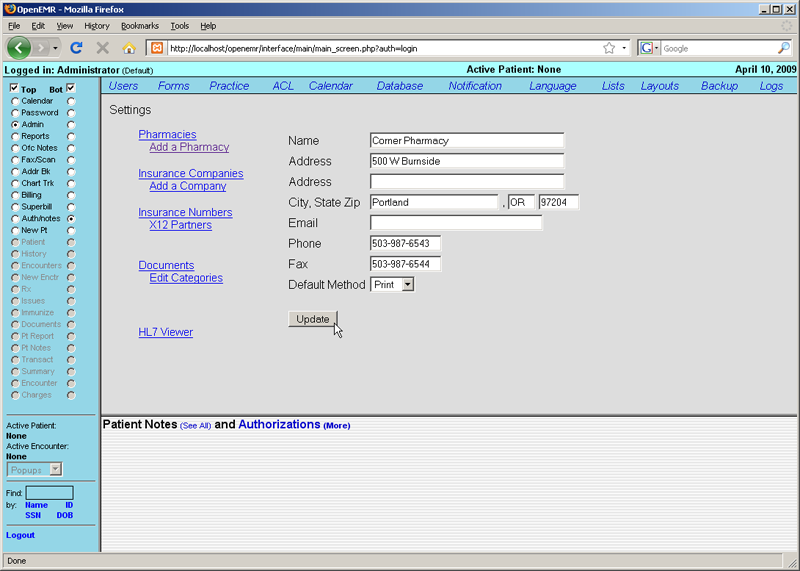 OpenEMR - Mozilla Firefox
File Edit View History Bookmarks Tools Help
http://localhost/openemr/interface/main/main_screen.php?auth=login
Google
Logged in: Administrator (Default)
Active Patient: None
April 10, 2009
Top Bot
Calendar
Password
Admin
Reports
Ofc Notes
Fax/Scan
Addr Bk
Chart Trk
Billing
Superbill
Auth/notes
New Pt
Patient
History
Encounters
New Enctr
Rx
Issues
Immunize
Documents
Pt Report
Pt Notes
Transact
Summary
Encounter
Charges
Active Patient:
None
Active Encounter:
None
Popups
Find:
by: Name ID
SSN DOB
Logout
Users Forms Practice ACL Calendar Database Notification Language Lists Layouts Backup Logs
Settings
Pharmacies
Add a Pharmacy
Insurance Companies
Add a Company
Insurance Numbers
X12 Partners
Documents
Edit Categories
HL7 Viewer
Name Corner Pharmacy
Address 500 W Burnside
Address
City, State Zip Portland , OR 97204
Email
Phone 503-987-6543
Fax 503-987-6544
Default Method Print
Update
Patient Notes (See All) and Authorizations (More)
Done